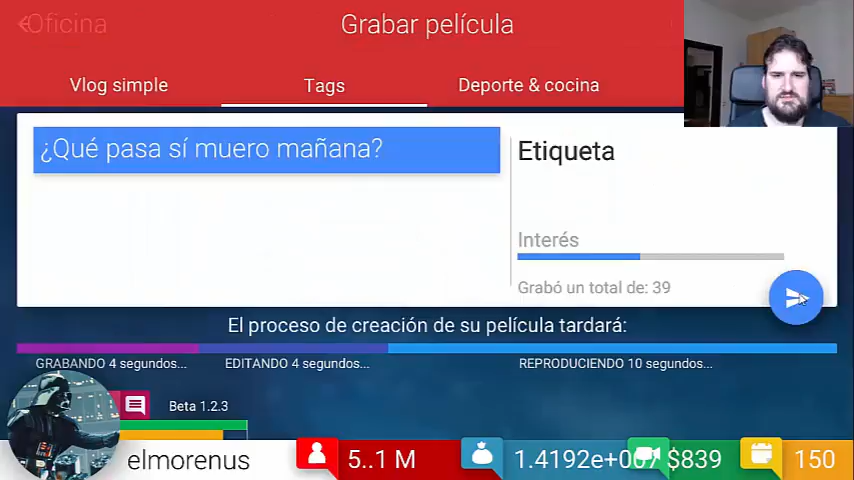 Oficina
Grabar película
Vlog simple
Tags
Deporte & cocina
¿Qué pasa sí muero mañana?
Etiqueta
Interés
Grabó un total de: 39
El proceso de creación de su película tardará:
GRABANDO 4 segundos...
EDITANDO 4 segundos...
REPRODUCIENDO 10 segundos...
Beta 1.2.3
elmorenus
5..1 M
1.4192e+007
$839
150